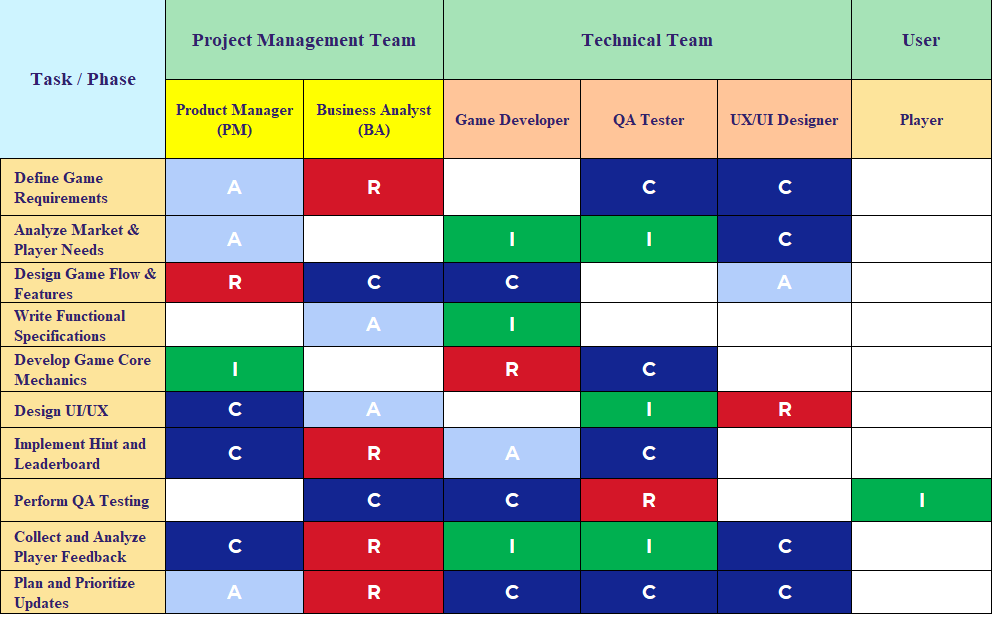 Project Management Team Technical Team User
Task / Phase
Product Manager Business Analyst
(PM) (BA) Game Developer QA Tester UX/UI Designer Player
Define Game
Requirements A R C C
Analyze Market &
Player Needs A I I C
Design Game Flow &
Features R C C A
Write Functional
Specifications A I
Develop Game Core
Mechanics I R C
Design UI/UX C A I R
Implement Hint and
Leaderboard C R A C
Perform QA Testing C C R I
Collect and Analyze
Player Feedback C R I I C
Plan and Prioritize
Updates A R C C C